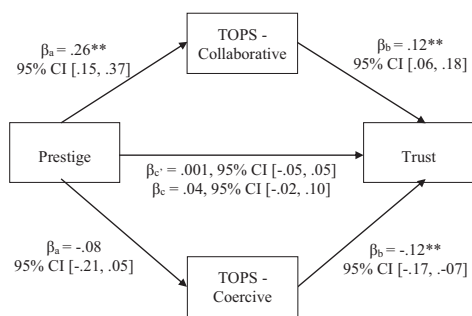 TOPS -
Collaborative
βa = .26**
95% CI [.15, .37]
βb = .12**
95% CI [.06, .18]
Prestige
Trust
βc' = .001, 95% CI [-.05, .05]
βc = .04, 95% CI [-.02, .10]
βa = -.08
95% CI [-.21, .05]
βb = -.12**
95% CI [-.17, -.07]
TOPS -
Coercive